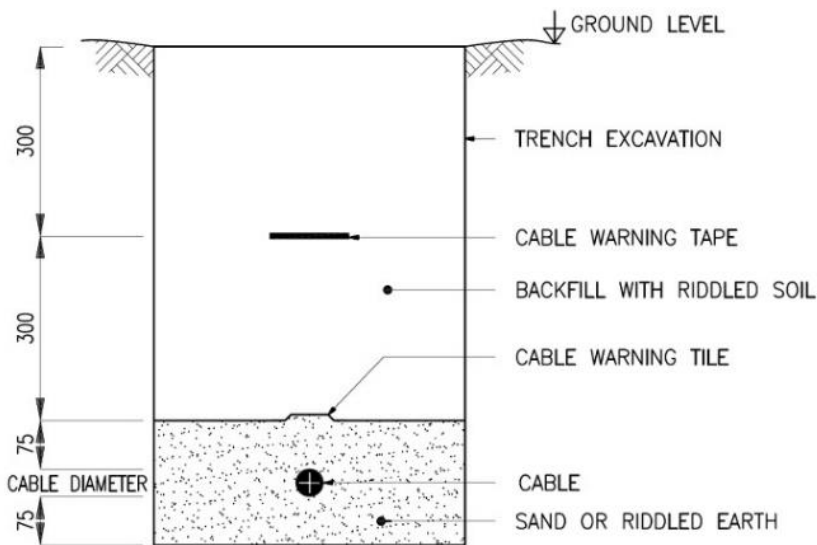 GROUND LEVEL
300
TRENCH EXCAVATION
CABLE WARNING TAPE
BACKFILL WITH RIDDLED SOIL
300
CABLE WARNING TILE
75
CABLE DIAMETER
CABLE
75
SAND OR RIDDLED EARTH